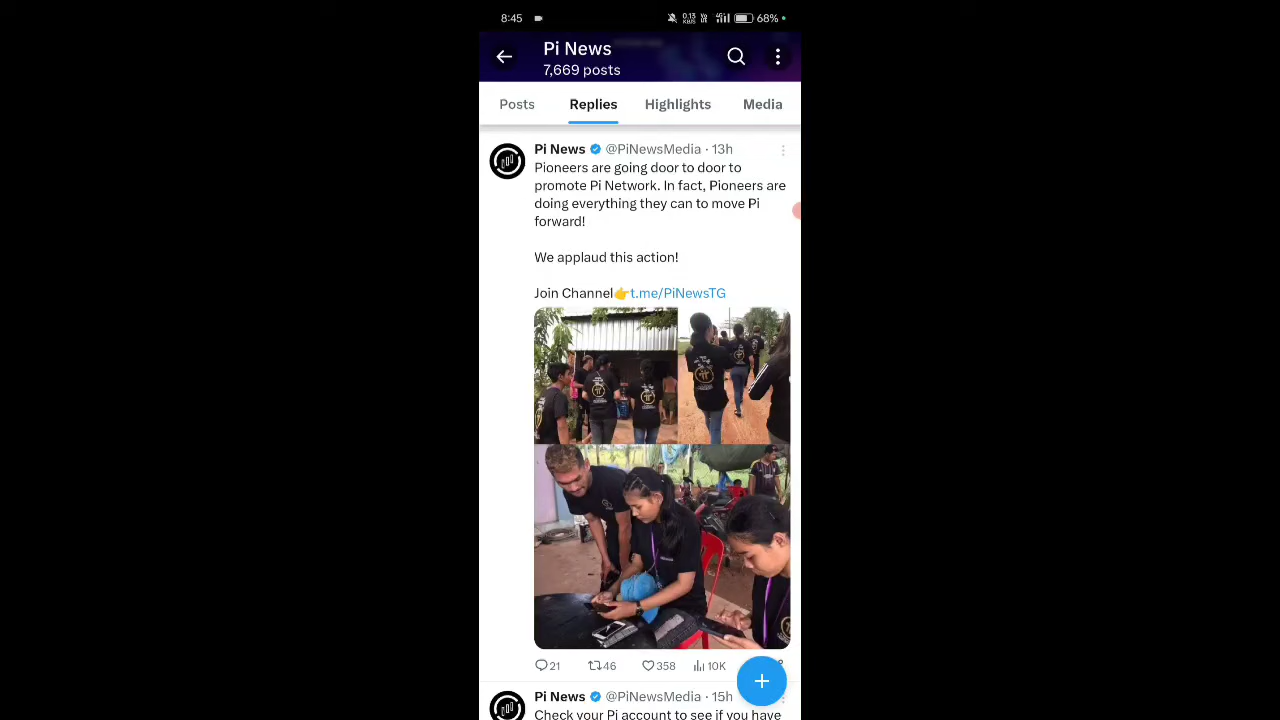 8:45
0.13
KB/S
68%
Pi News
7,669 posts
Posts Replies Highlights Media
Pi News @PiNewsMedia · 13h
Pioneers are going door to door to
promote Pi Network. In fact, Pioneers are
doing everything they can to move Pi
forward!
We applaud this action!
Join Channel👉t.me/PiNewsTG
21 46 358 10K
Pi News @PiNewsMedia · 15h
Check your Pi account to see if you have